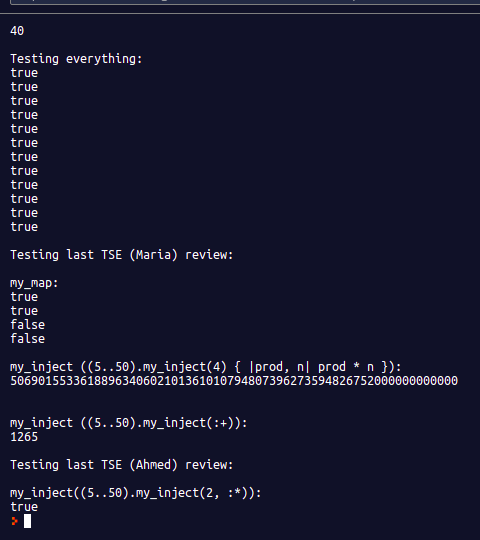 40
Testing everything:
true
true
true
true
true
true
true
true
true
true
true
true
Testing last TSE (Maria) review:
my_map:
true
true
false
false
my_inject ((5..50).my_inject(4) { |prod, n| prod * n }):
5069015533618896340602101361010794807396273594826752000000000000
my_inject ((5..50).my_inject(:+)):
1265
Testing last TSE (Ahmed) review:
my_inject((5..50).my_inject(2, :*)):
true